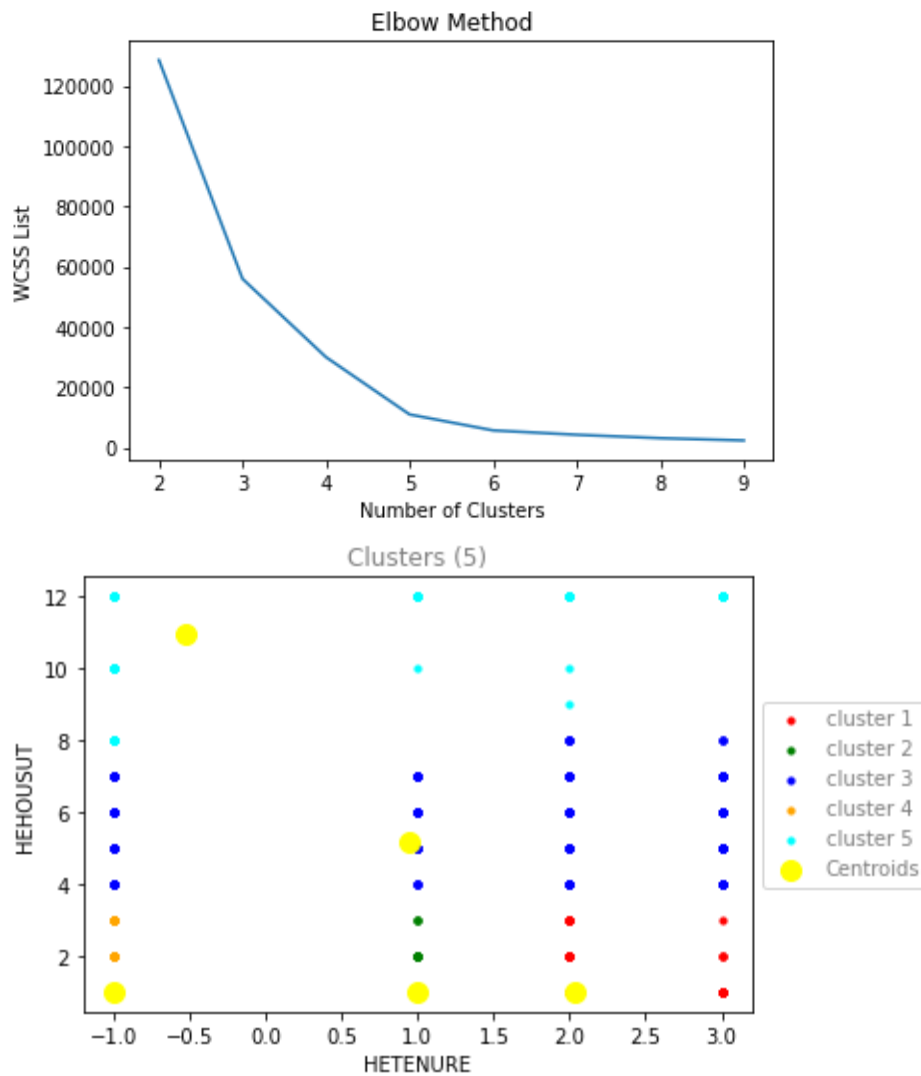 Elbow Method
120000
100000
80000
60000
40000
20000
0
WCSS List
2 3 4 5 6 7 8 9
Number of Clusters
Clusters (5)
12
10
8
6
4
2
HEHOUSUT
−1.0 −0.5 0.0 0.5 1.0 1.5 2.0 2.5 3.0
HETENURE
cluster 1
cluster 2
cluster 3
cluster 4
cluster 5
Centroids